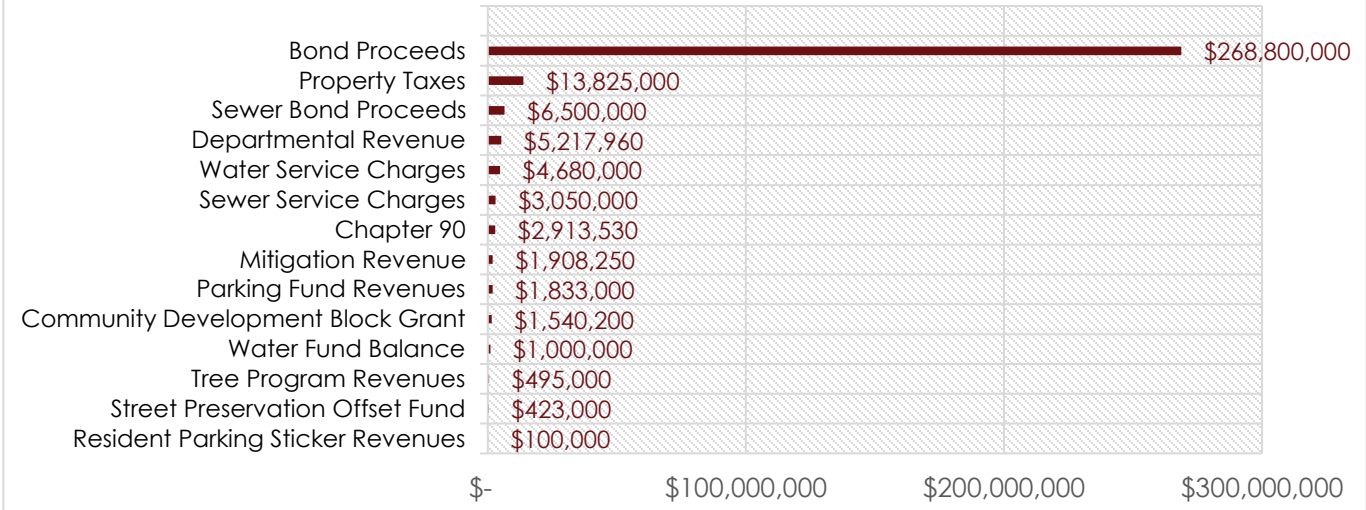 Bond Proceeds $268,800,000
Property Taxes $13,825,000
Sewer Bond Proceeds $6,500,000
Departmental Revenue $5,217,960
Water Service Charges $4,680,000
Sewer Service Charges $3,050,000
Chapter 90 $2,913,530
Mitigation Revenue $1,908,250
Parking Fund Revenues $1,833,000
Community Development Block Grant $1,540,200
Water Fund Balance $1,000,000
Tree Program Revenues $495,000
Street Preservation Offset Fund $423,000
Resident Parking Sticker Revenues $100,000
$- $100,000,000 $200,000,000 $300,000,000